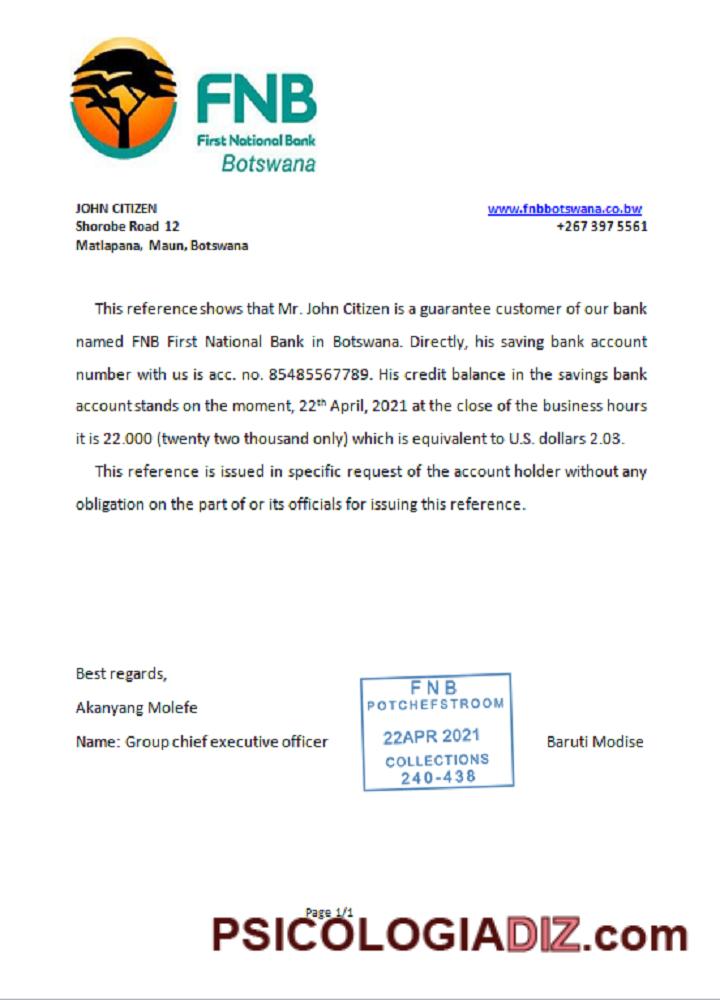 FNB
First National Bank
Botswana
JOHN CITIZEN
www.fnbbotswana.co.bw
Shorobe Road 12
+267 397 5561
Matlapana, Maun, Botswana
This reference shows that Mr. John Citizen is a guarantee customer of our bank
named FNB First National Bank in Botswana. Directly, his saving bank account
number with us is acc. no. 85485567789. His credit balance in the savings bank
account stands on the moment, 22th April, 2021 at the close of the business hours
it is 22.000 (twenty two thousand only) which is equivalent to U.S. dollars 2.03.
This reference is issued in specific request of the account holder without any
obligation on the part of or its officials for issuing this reference.
Best regards,
Akanyang Molefe
Name: Group chief executive officer
FNB
POTCHEFSTROOM
22APR 2021
COLLECTIONS
240-438
Baruti Modise
Page 1/1
PSICOLOGIADIZ.com